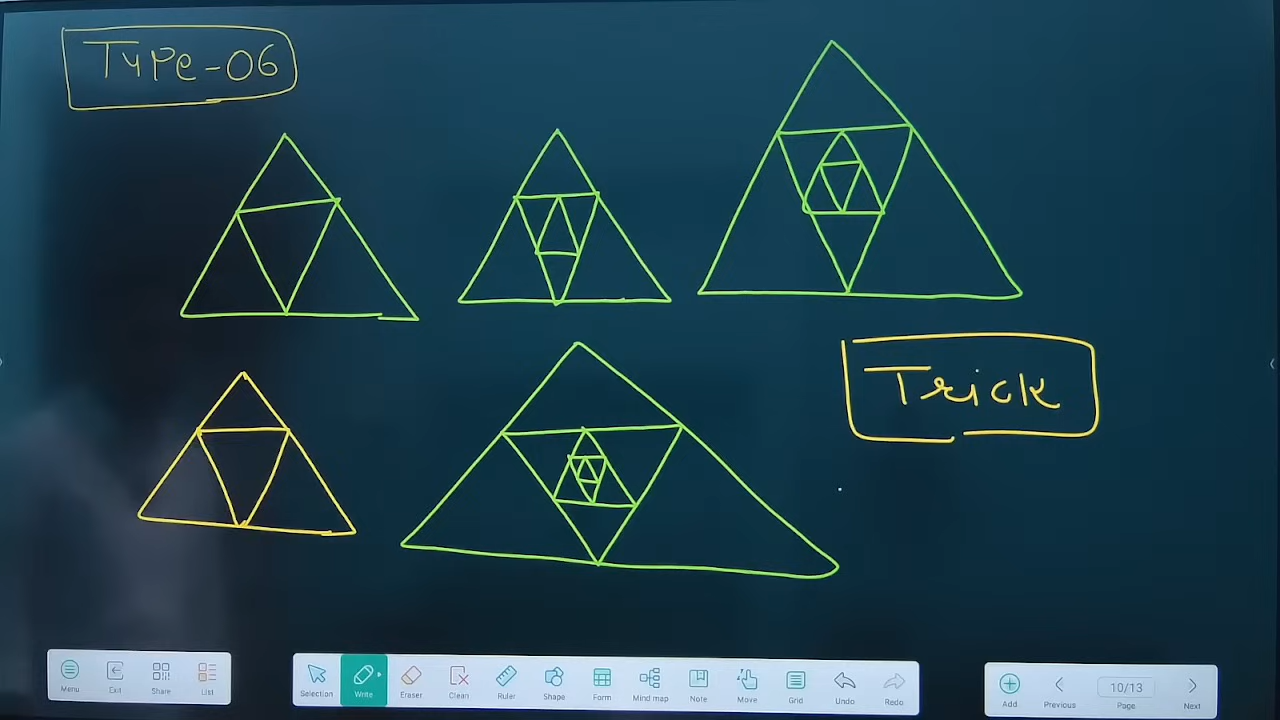 Type-06
Trick
Menu
Exit
Share
List
Selection
Write
Eraser
Clean
Ruler
Shape
Form
Mind map
Note
Move
Grid
Undo
Redo
Add
Previous
10/13
Page
Next